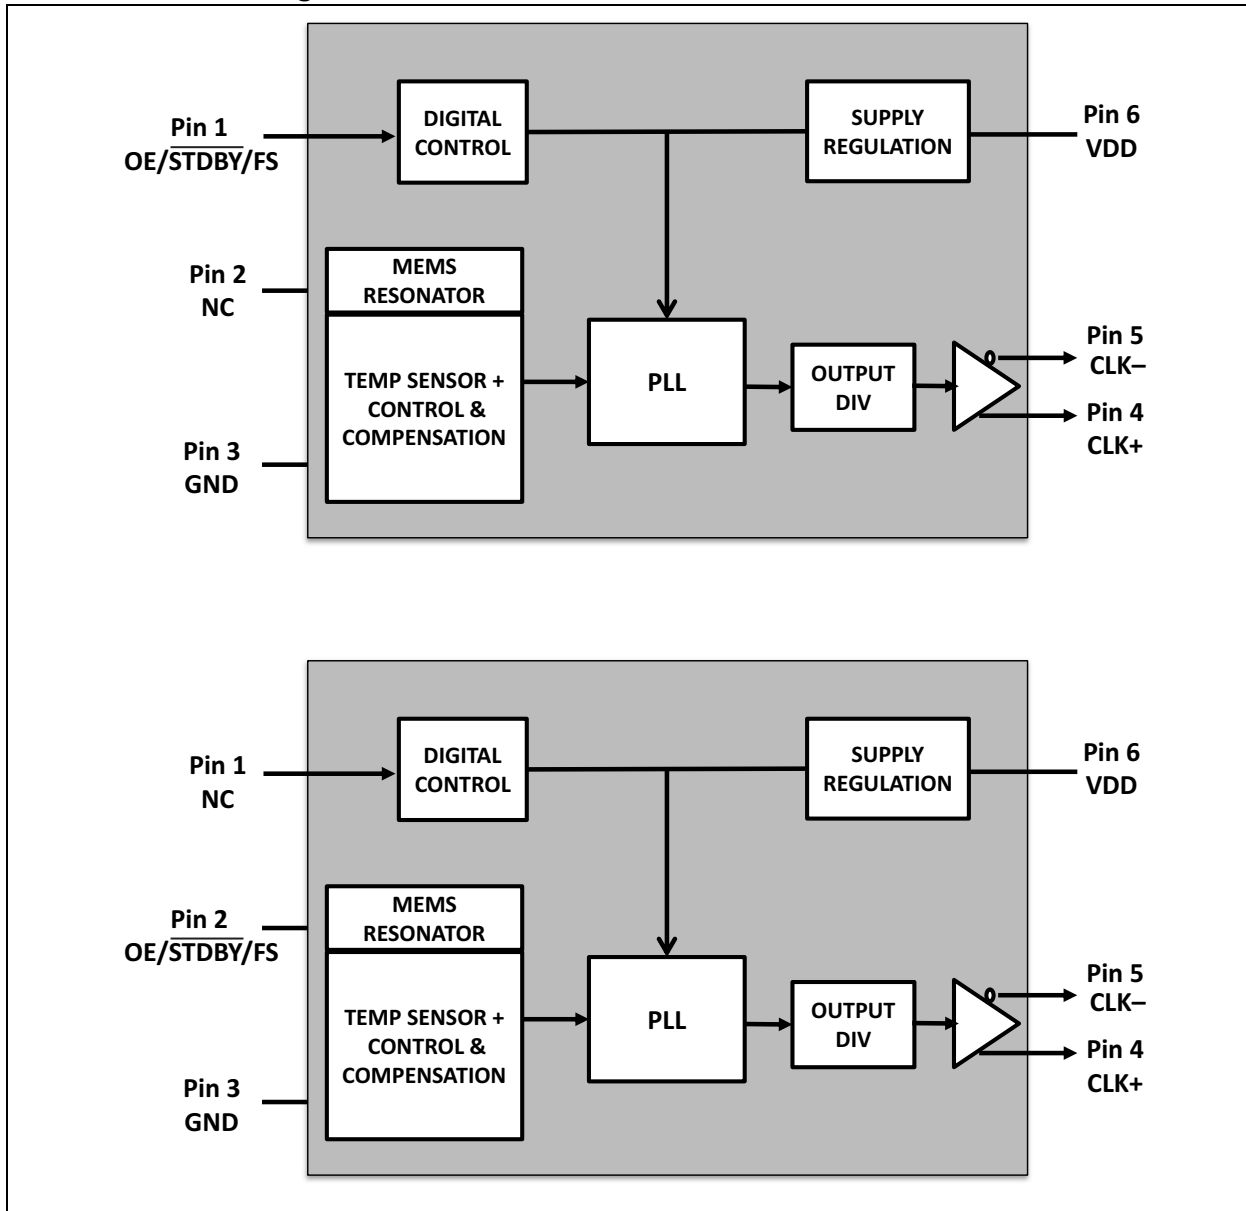 Pin 1
OE/STDBY/FS
DIGITAL
CONTROL
SUPPLY
REGULATION
Pin 6
VDD
Pin 2
NC
MEMS
RESONATOR
Pin 3
GND
TEMP SENSOR +
CONTROL &
COMPENSATION
PLL
OUTPUT
DIV
Pin 5
CLK–
Pin 4
CLK+
Pin 1
NC
DIGITAL
CONTROL
SUPPLY
REGULATION
Pin 6
VDD
Pin 2
OE/STDBY/FS
MEMS
RESONATOR
Pin 3
GND
TEMP SENSOR +
CONTROL &
COMPENSATION
PLL
OUTPUT
DIV
Pin 5
CLK–
Pin 4
CLK+